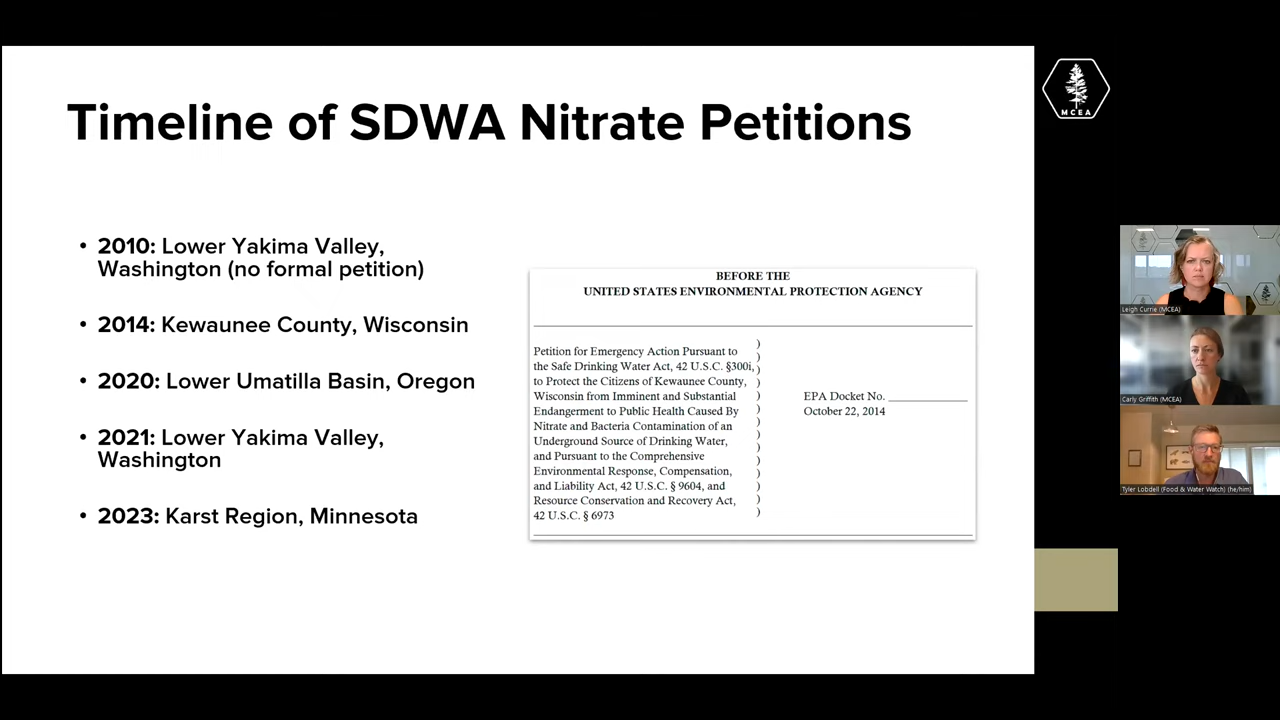 Timeline of SDWA Nitrate Petitions
• 2010: Lower Yakima Valley,
Washington (no formal petition)
• 2014: Kewaunee County, Wisconsin
• 2020: Lower Umatilla Basin, Oregon
• 2021: Lower Yakima Valley,
Washington
• 2023: Karst Region, Minnesota
BEFORE THE
UNITED STATES ENVIRONMENTAL PROTECTION AGENCY
Petition for Emergency Action Pursuant to )
the Safe Drinking Water Act, 42 U.S.C. §300i, )
to Protect the Citizens of Kewaunee County, )
Wisconsin from Imminent and Substantial )
Endangerment to Public Health Caused By )
Nitrate and Bacteria Contamination of an )
Underground Source of Drinking Water, )
and Pursuant to the Comprehensive )
Environmental Response, Compensation, )
and Liability Act, 42 U.S.C. § 9604, and )
Resource Conservation and Recovery Act, )
42 U.S.C. § 6973 )
EPA Docket No. ______________
October 22, 2014
MCEA
Leigh Currie (MCEA)
Carly Griffith (MCEA)
Tyler Lobdell (Food & Water Watch) (he/him)